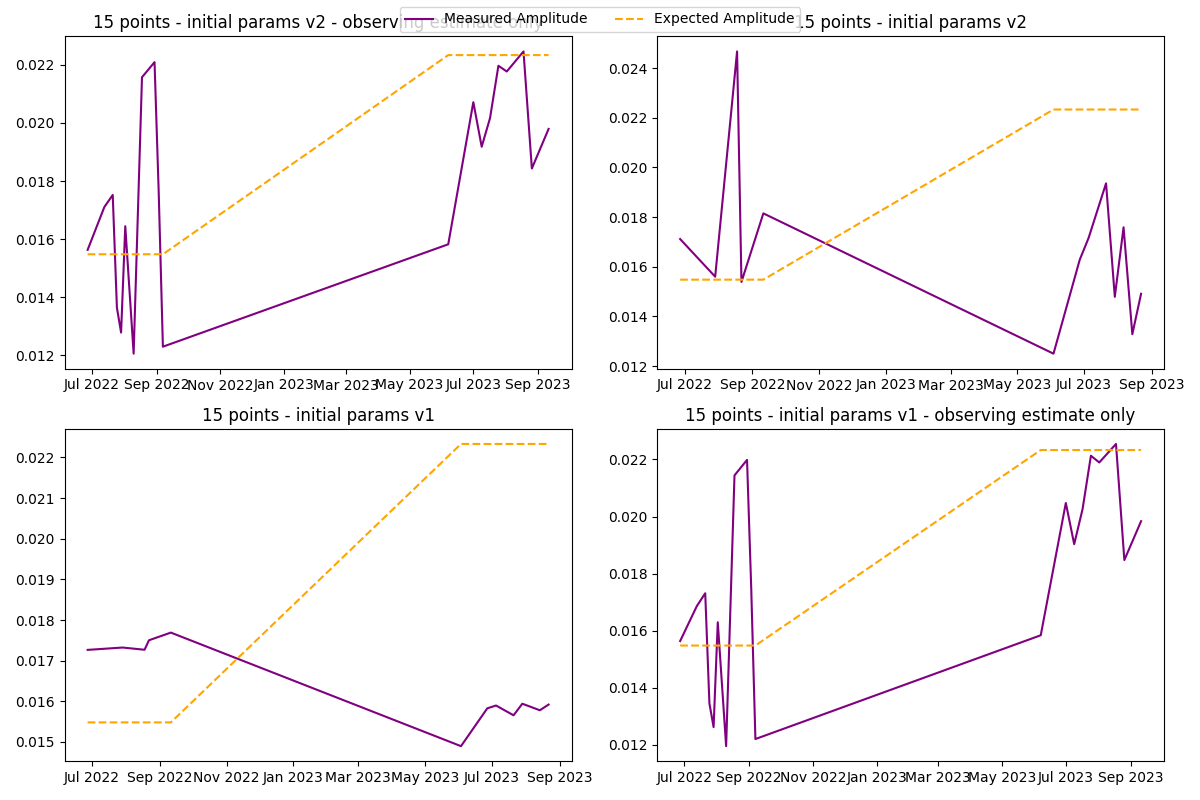 15 points - initial params v2 - observing estimate only
Measured Amplitude
Expected Amplitude
15 points - initial params v2
0.022
0.020
0.018
0.016
0.014
0.012
Jul 2022
Sep 2022
Nov 2022
Jan 2023
Mar 2023
May 2023
Jul 2023
Sep 2023
0.024
0.022
0.020
0.018
0.016
0.014
0.012
Jul 2022
Sep 2022
Nov 2022
Jan 2023
Mar 2023
May 2023
Jul 2023
Sep 2023
15 points - initial params v1
0.022
0.021
0.020
0.019
0.018
0.017
0.016
0.015
Jul 2022
Sep 2022
Nov 2022
Jan 2023
Mar 2023
May 2023
Jul 2023
Sep 2023
15 points - initial params v1 - observing estimate only
0.022
0.020
0.018
0.016
0.014
0.012
Jul 2022
Sep 2022
Nov 2022
Jan 2023
Mar 2023
May 2023
Jul 2023
Sep 2023